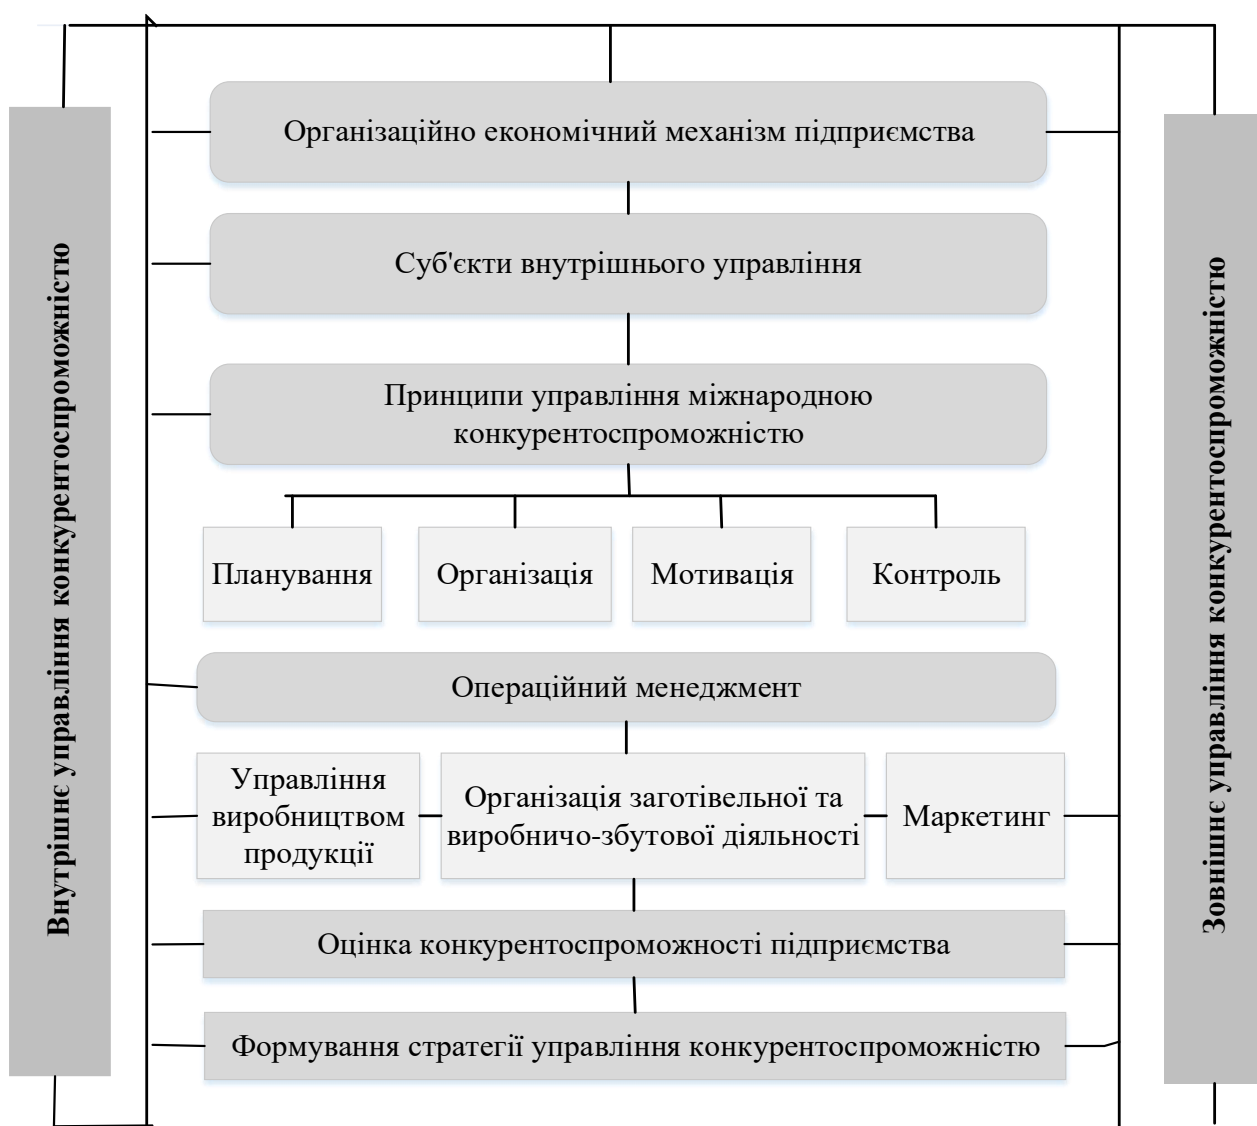 Внутрішнє управління конкурентоспроможністю
Організаційно економічний механізм підприємства
Суб'єкти внутрішнього управління
Принципи управління міжнародною
конкурентоспроможністю
Планування
Організація
Мотивація
Контроль
Операційний менеджмент
Управління
виробництвом
продукції
Організація заготівельної та
виробничо-збутової діяльності
Маркетинг
Оцінка конкурентоспроможності підприємства
Формування стратегії управління конкурентоспроможністю
Зовнішнє управління конкурентоспроможністю